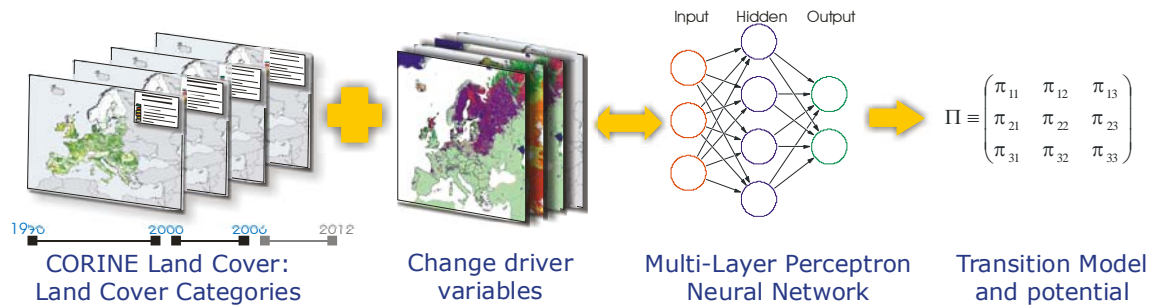 Input Hidden Output
Π ≡
π11 π12 π13
π21 π22 π23
π31 π32 π33
1990 2000 2006 2012
CORINE Land Cover:
Land Cover Categories
Change driver
variables
Multi-Layer Perceptron
Neural Network
Transition Model
and potential